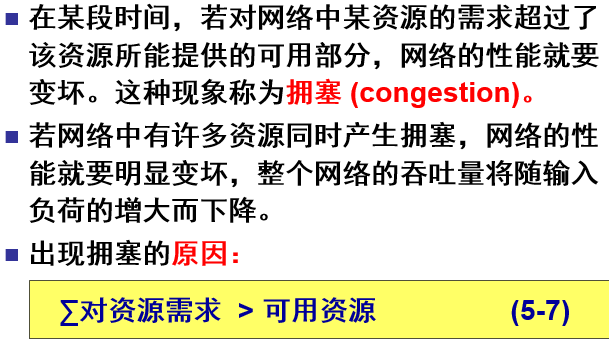 在某段时间，若对网络中某资源的需求超过了
该资源所能提供的可用部分，网络的性能就要
变坏。这种现象称为拥塞 (congestion)。
若网络中有许多资源同时产生拥塞，网络的性
能就要明显变坏，整个网络的吞吐量将随输入
负荷的增大而下降。
出现拥塞的原因：
∑对资源需求 > 可用资源 (5-7)